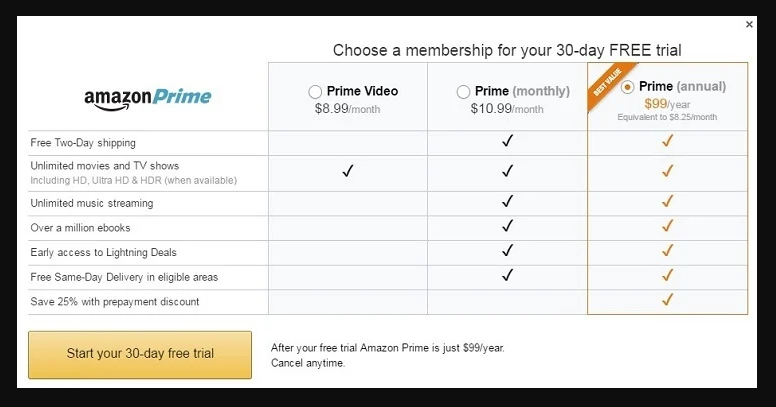 ×
Choose a membership for your 30-day FREE trial
amazonPrime
Prime Video
$8.99/month
Prime (monthly)
$10.99/month
BEST VALUE
Prime (annual)
$99/year
Equivalent to $8.25/month
Free Two-Day shipping ✓ ✓
Unlimited movies and TV shows ✓ ✓ ✓
Including HD, Ultra HD & HDR (when available)
Unlimited music streaming ✓ ✓
Over a million ebooks ✓ ✓
Early access to Lightning Deals ✓ ✓
Free Same-Day Delivery in eligible areas ✓ ✓
Save 25% with prepayment discount ✓
Start your 30-day free trial
After your free trial Amazon Prime is just $99/year.
Cancel anytime.